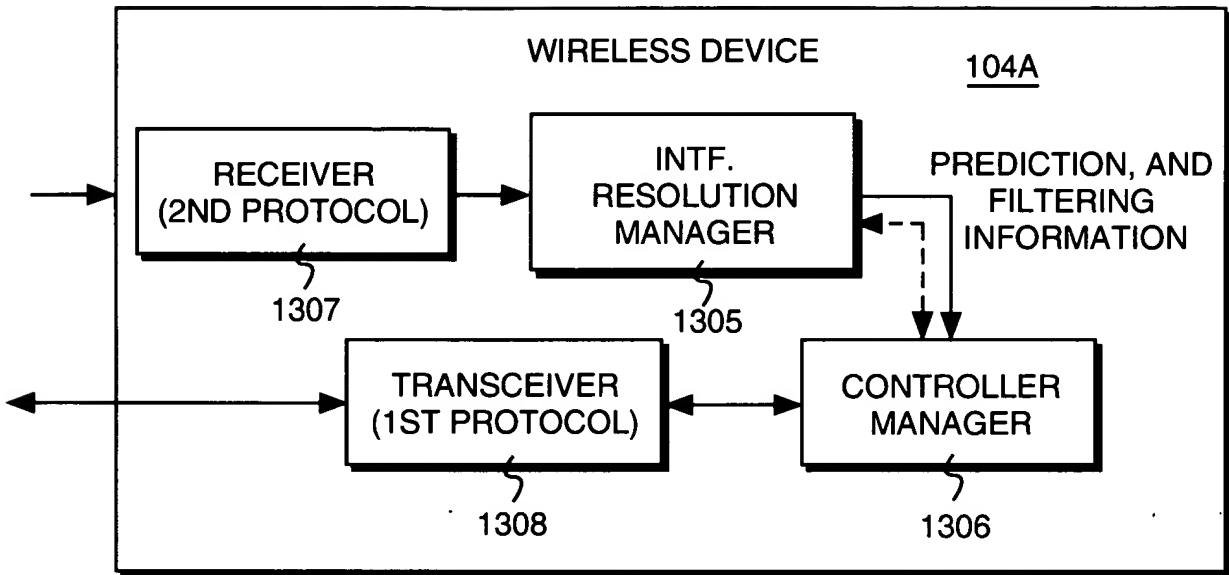 WIRELESS DEVICE
104A
RECEIVER
(2ND PROTOCOL)
1307
INTF.
RESOLUTION
MANAGER
1305
PREDICTION, AND
FILTERING
INFORMATION
TRANSCEIVER
(1ST PROTOCOL)
1308
CONTROLLER
MANAGER
1306